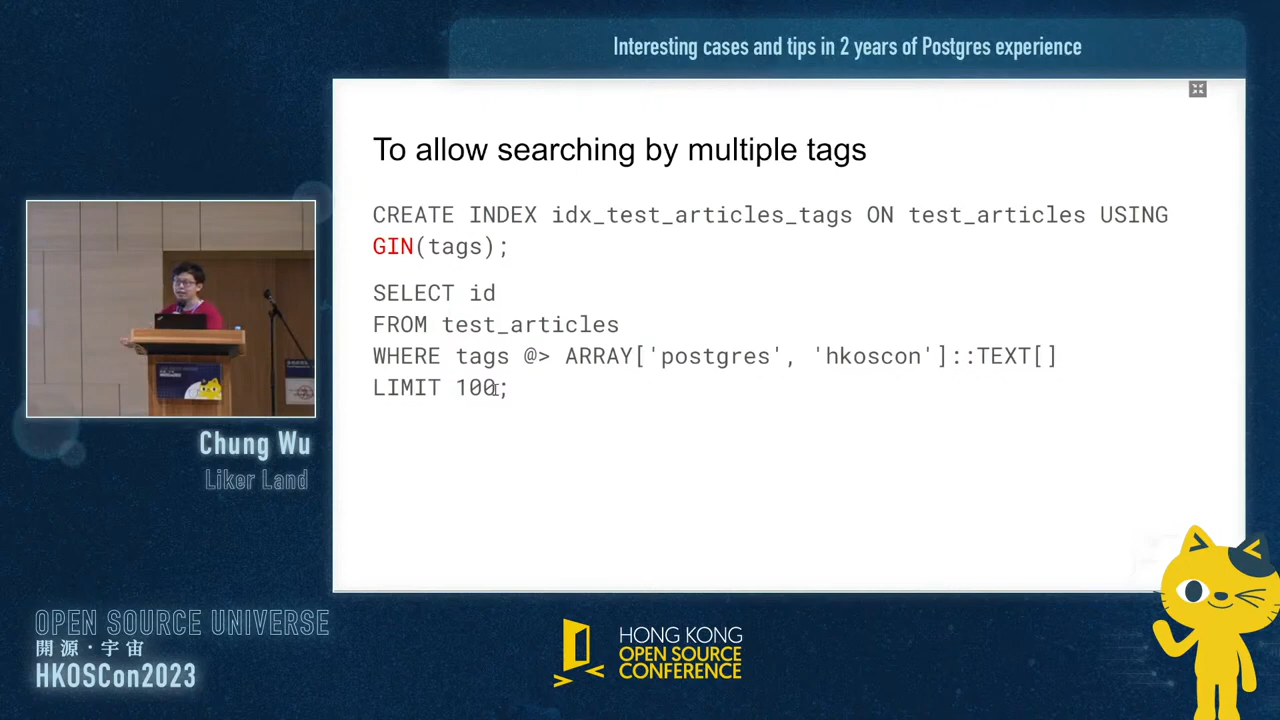 Interesting cases and tips in 2 years of Postgres experience
To allow searching by multiple tags
CREATE INDEX idx_test_articles_tags ON test_articles USING
GIN(tags);
SELECT id
FROM test_articles
WHERE tags @> ARRAY['postgres', 'hkoscon']::TEXT[]
LIMIT 100;
Chung Wu
Liker Land
OPEN SOURCE UNIVERSE
開源·宇宙
HKOSCon2023
HONG KONG
OPEN SOURCE
CONFERENCE